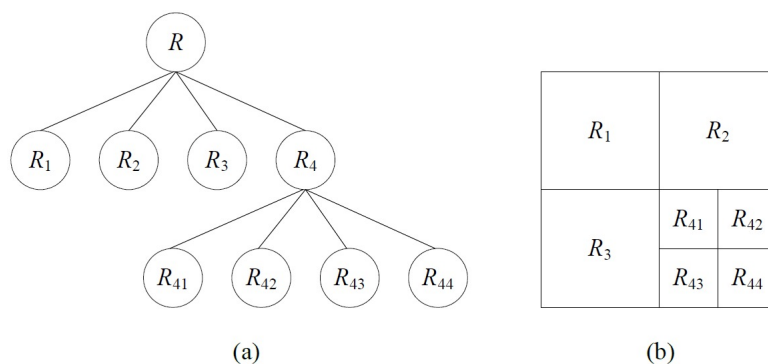 R
R₁ R₂
R₁ R₂ R₃ R₄
R₄₁ R₄₂
R₃
R₄₁ R₄₂ R₄₃ R₄₄
R₄₃ R₄₄
(a) (b)